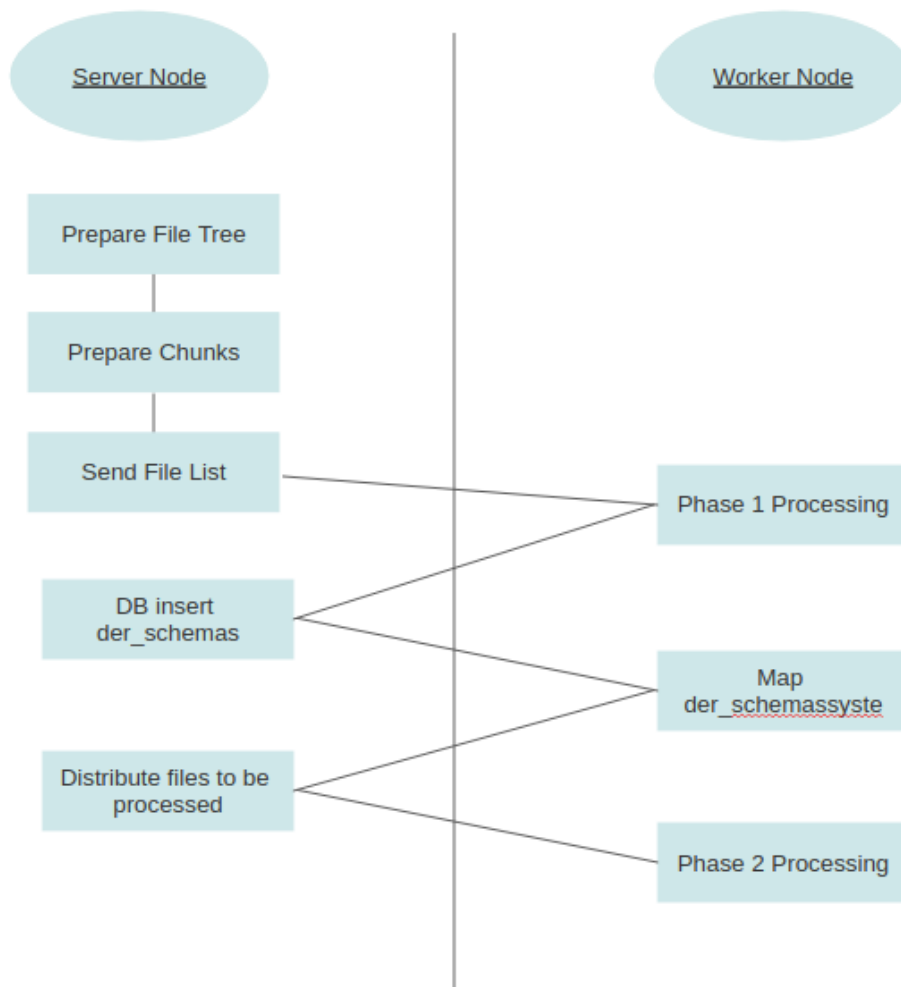 Server Node
Worker Node
Prepare File Tree
Prepare Chunks
Send File List
Phase 1 Processing
DB insert
der_schemas
Map
der_schemassyste
Distribute files to be
processed
Phase 2 Processing